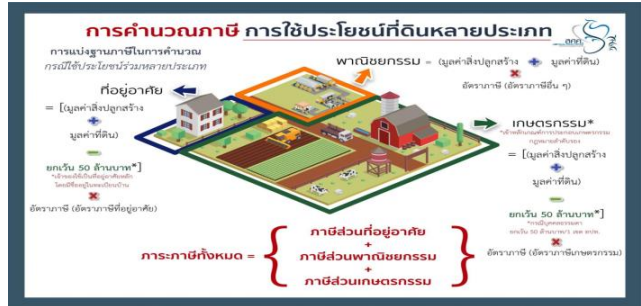 การคำนวณภาษี การใช้ประโยชน์ที่ดินหลายประเภท
สกก.
การแบ่งฐานภาษีในการคำนวณ
กรณีใช้ประโยชน์ร่วมหลายประเภท
พาณิชยกรรม = (มูลค่าสิ่งปลูกสร้าง + มูลค่าที่ดิน)
×
อัตราภาษี (อัตราภาษีอื่น ๆ)
ที่อยู่อาศัย
= [(มูลค่าสิ่งปลูกสร้าง
+
มูลค่าที่ดิน)
-
ยกเว้น 50 ล้านบาท*]
×
อัตราภาษี (อัตราภาษีที่อยู่อาศัย)
เกษตรกรรม*
= [(มูลค่าสิ่งปลูกสร้าง
+
มูลค่าที่ดิน)
-
ยกเว้น 50 ล้านบาท*]
×
อัตราภาษี (อัตราภาษีเกษตรกรรม)
ภาระภาษีทั้งหมด = {
ภาษีส่วนที่อยู่อาศัย
+
ภาษีส่วนพาณิชยกรรม
+
ภาษีส่วนเกษตรกรรม
}